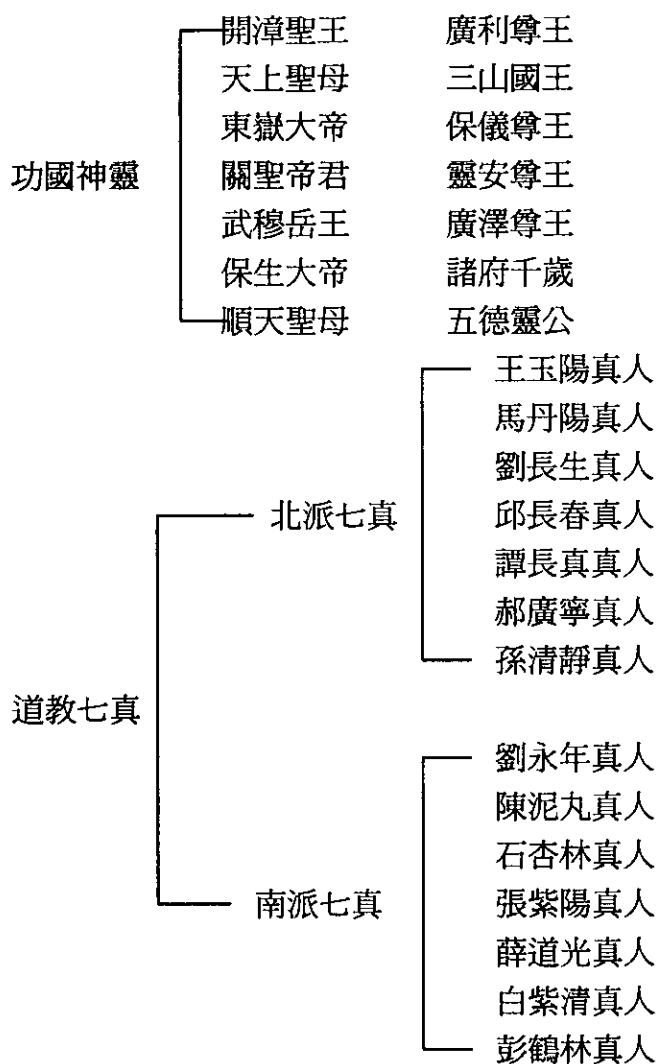 開漳聖王 廣利尊王
天上聖母 三山國王
東嶽大帝 保儀尊王
功國神靈 關聖帝君 靈安尊王
武穆岳王 廣澤尊王
保生大帝 諸府千歲
順天聖母 五德靈公
王玉陽真人
馬丹陽真人
劉長生真人
北派七真 邱長春真人
譚長真真人
郝廣寧真人
孫清靜真人
道教七真
劉永年真人
陳泥丸真人
石杏林真人
南派七真 張紫陽真人
薛道光真人
白紫清真人
彭鶴林真人